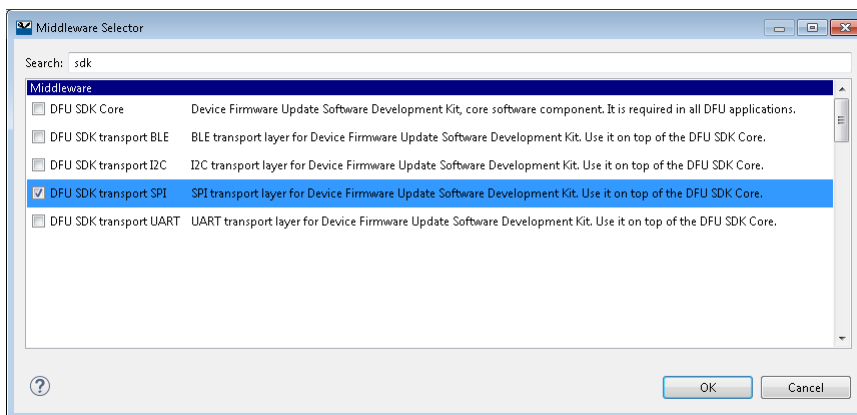 Middleware Selector
Search: sdk
Middleware
DFU SDK Core Device Firmware Update Software Development Kit, core software component. It is required in all DFU applications.
DFU SDK transport BLE BLE transport layer for Device Firmware Update Software Development Kit. Use it on top of the DFU SDK Core.
DFU SDK transport I2C I2C transport layer for Device Firmware Update Software Development Kit. Use it on top of the DFU SDK Core.
DFU SDK transport SPI SPI transport layer for Device Firmware Update Software Development Kit. Use it on top of the DFU SDK Core.
DFU SDK transport UART UART transport layer for Device Firmware Update Software Development Kit. Use it on top of the DFU SDK Core.
? OK Cancel